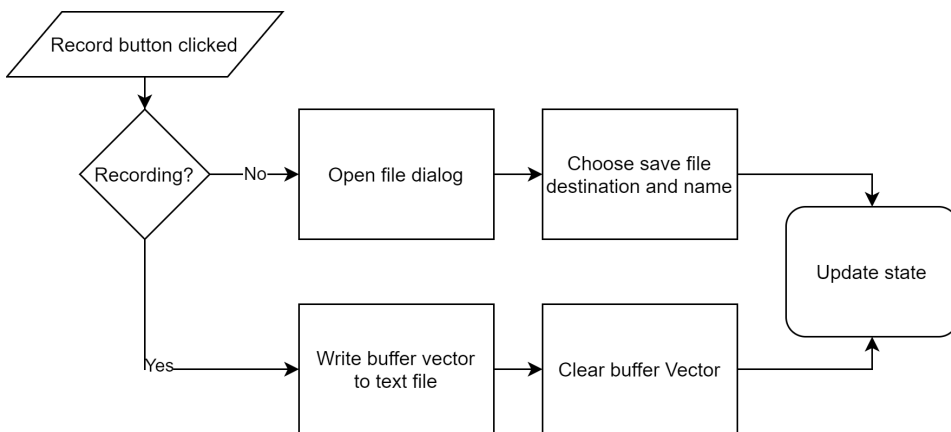 Record button clicked
Recording?
No
Open file dialog
Choose save file
destination and name
Update state
Yes
Write buffer vector
to text file
Clear buffer Vector